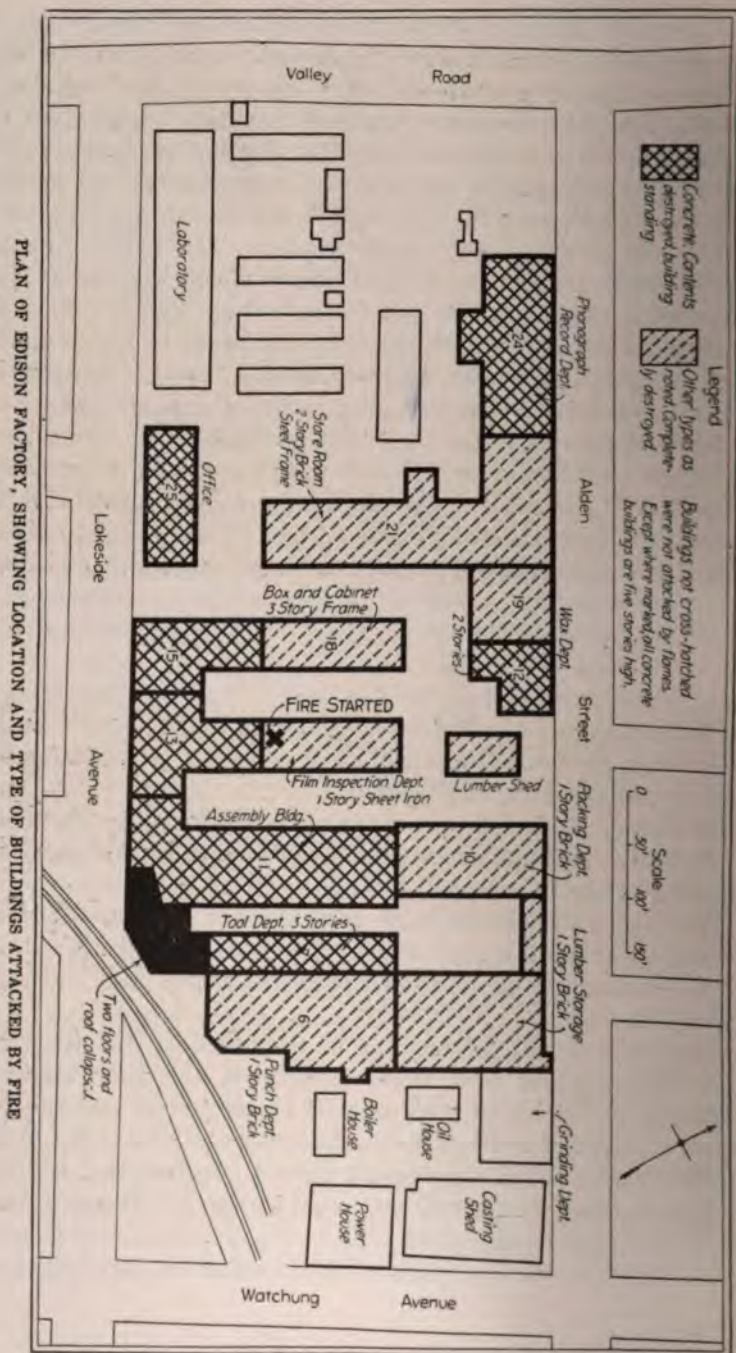 Legend
Concrete. Contents
destroyed, building
standing
Other types as
noted. Complete-
ly destroyed.
Buildings not cross-hatched
were not attacked by flames.
Except where marked, all concrete
buildings are five stories high.
Scale
0 50' 100' 150'
Valley Road
Phonograph
Record Dept.
Alden
Wax Dept.
Street
Packing Dept.
1 Story Brick
Lumber Storage
1 Story Brick
Grinding Dept.
24
19
12
2 Stories
Lumber Shed
10
Oil
House
Casting
Shed
Store Room
2 Story Brick
Steel Frame
21
Box and Cabinet
3 Story Frame
18
FIRE STARTED
Film Inspection Dept.
1 Story Sheet Iron
Assembly Bldg.
11
Tool Dept. 3 Stories
6
Punch Dept.
1 Story Brick
Boiler
House
Power
House
Laboratory
Office
25
15
13
Two floors and
roof collapsed.
Lakeside
Avenue
Watchung Avenue
PLAN OF EDISON FACTORY, SHOWING LOCATION AND TYPE OF BUILDINGS ATTACKED BY FIRE